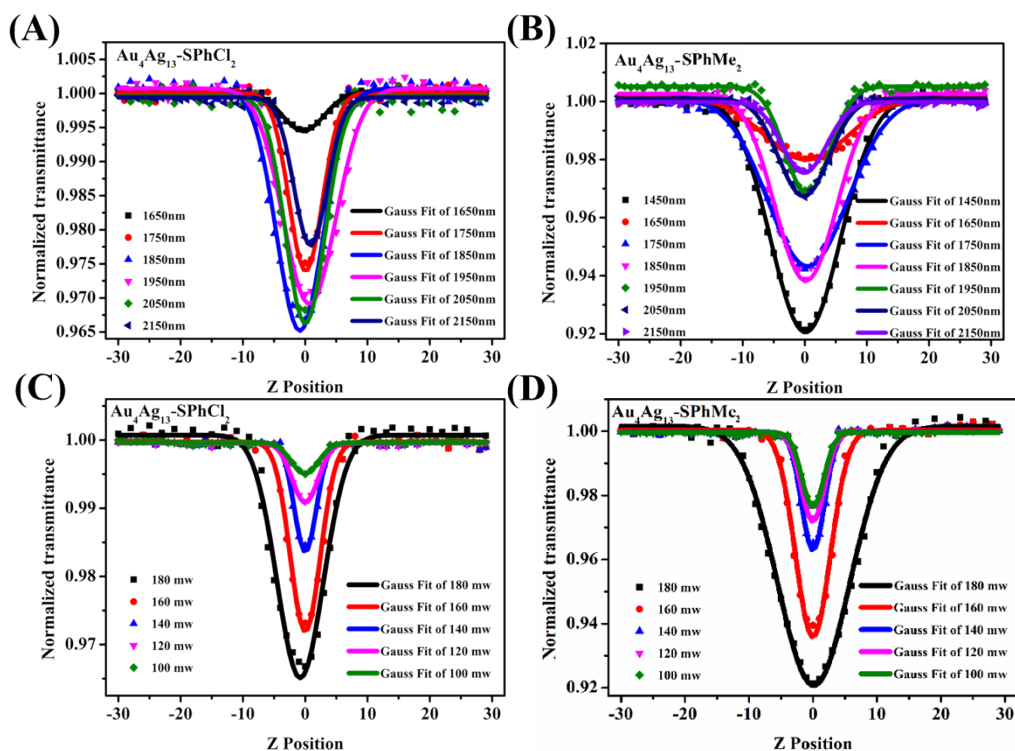 (A)
Au4Ag13-SPhCl2
1.005
1.000
0.995
0.990
0.985
0.980
0.975
0.970
0.965
Normalized transmittance
1650nm
1750nm
1850nm
1950nm
2050nm
2150nm
Gauss Fit of 1650nm
Gauss Fit of 1750nm
Gauss Fit of 1850nm
Gauss Fit of 1950nm
Gauss Fit of 2050nm
Gauss Fit of 2150nm
-30 -20 -10 0 10 20 30
Z Position
(B)
Au4Ag13-SPhMe2
1.02
1.00
0.98
0.96
0.94
0.92
Normalized transmittance
1450nm
1650nm
1750nm
1850nm
1950nm
2050nm
2150nm
Gauss Fit of 1450nm
Gauss Fit of 1650nm
Gauss Fit of 1750nm
Gauss Fit of 1850nm
Gauss Fit of 1950nm
Gauss Fit of 2050nm
Gauss Fit of 2150nm
-30 -20 -10 0 10 20 30
Z Position
(C)
Au4Ag13-SPhCl2
1.00
0.99
0.98
0.97
Normalized transmittance
180 mw
160 mw
140 mw
120 mw
100 mw
Gauss Fit of 180 mw
Gauss Fit of 160 mw
Gauss Fit of 140 mw
Gauss Fit of 120 mw
Gauss Fit of 100 mw
-30 -20 -10 0 10 20 30
Z Position
(D)
Au4Ag13-SPhMe2
1.00
0.98
0.96
0.94
0.92
Normalized transmittance
180 mw
160 mw
140 mw
120 mw
100 mw
Gauss Fit of 180 mw
Gauss Fit of 160 mw
Gauss Fit of 140 mw
Gauss Fit of 120 mw
Gauss Fit of 100 mw
-30 -20 -10 0 10 20 30
Z Position